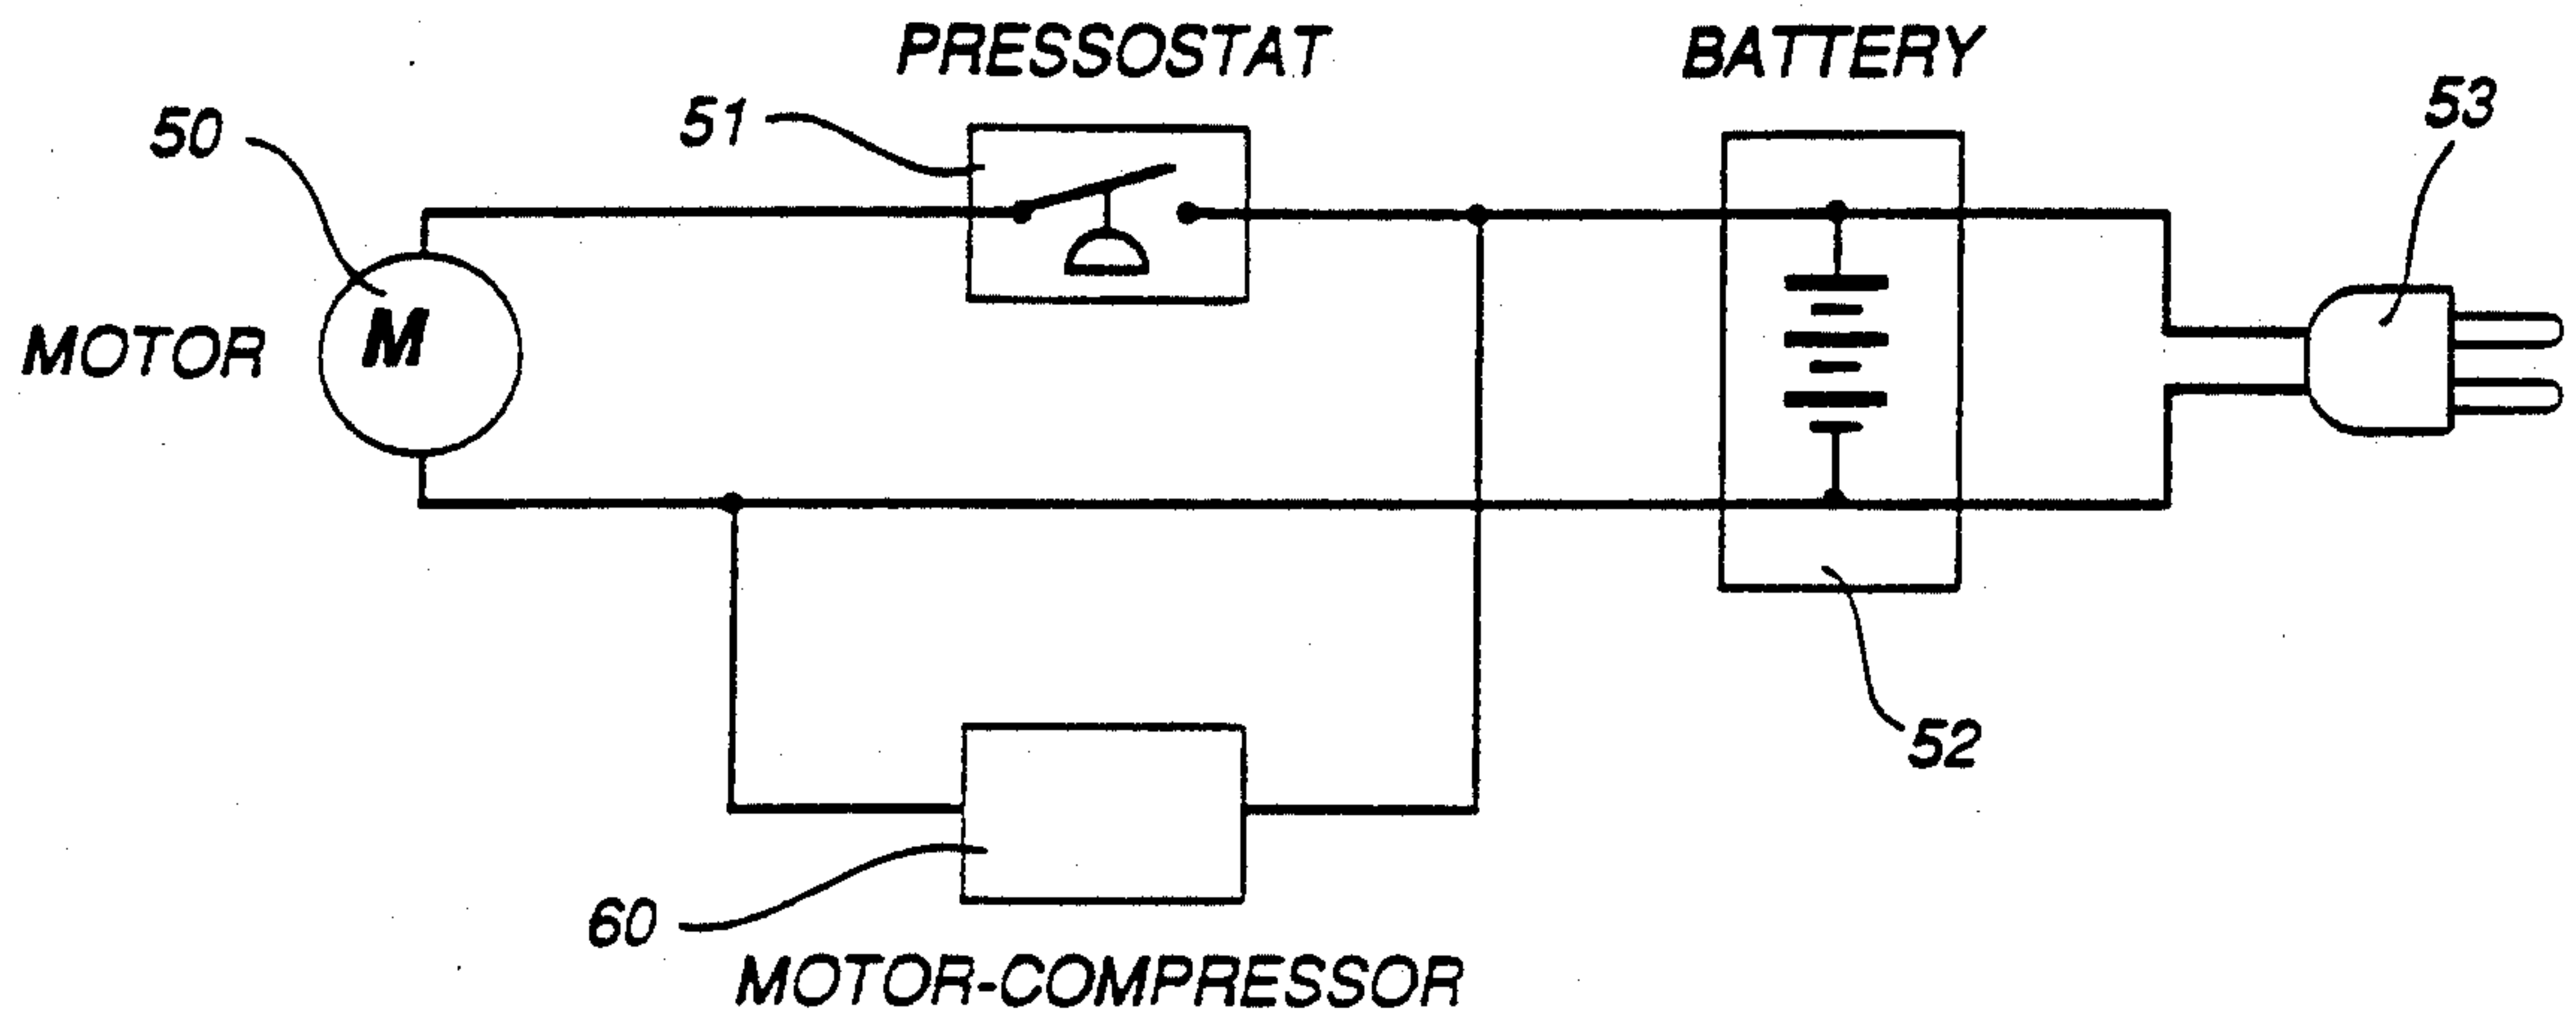 PRESSOSTAT
BATTERY
50
51
53
MOTOR
M
52
60
MOTOR-COMPRESSOR